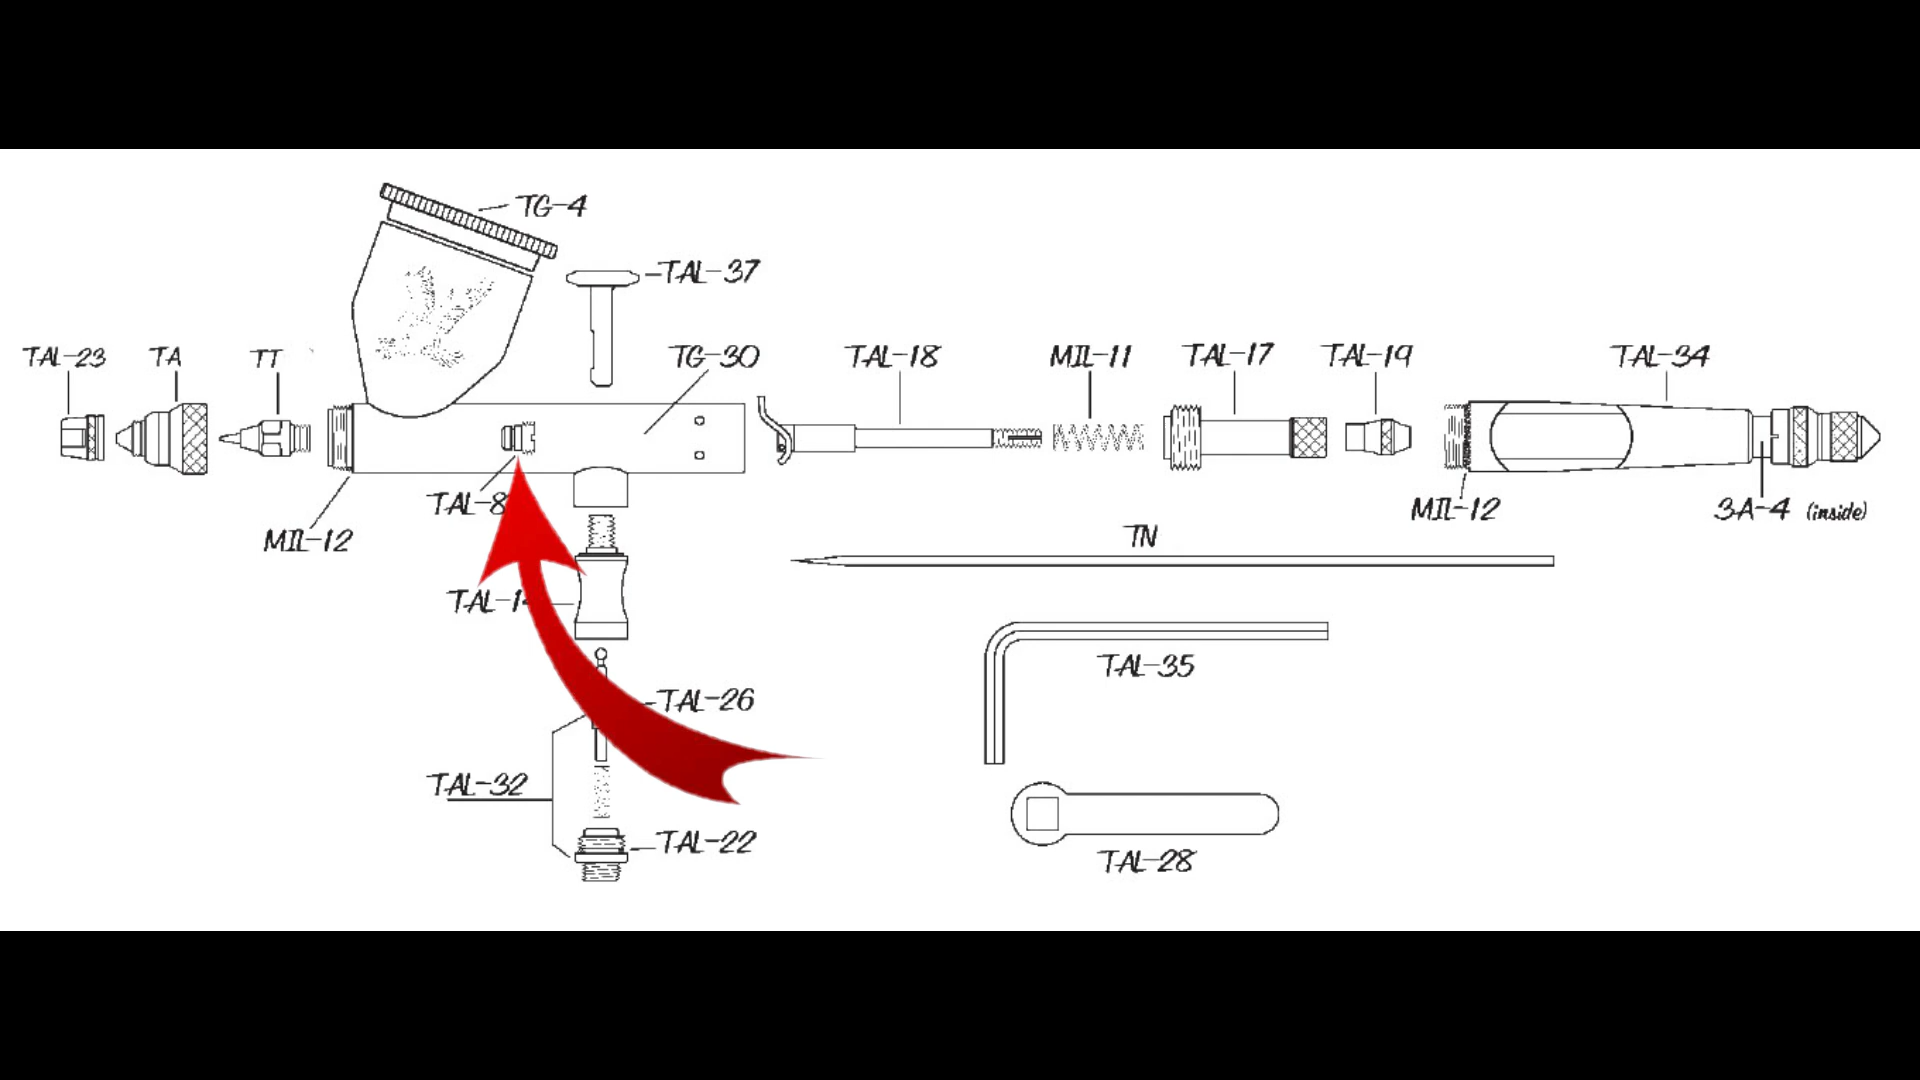 TG-4
TAL-37
TAL-23
TA
TT
TG-30
TAL-18
MIL-11
TAL-17
TAL-19
TAL-34
TAL-8
MIL-12
MIL-12
3A-4 (inside)
TN
TAL-35
TAL-26
TAL-32
TAL-22
TAL-28